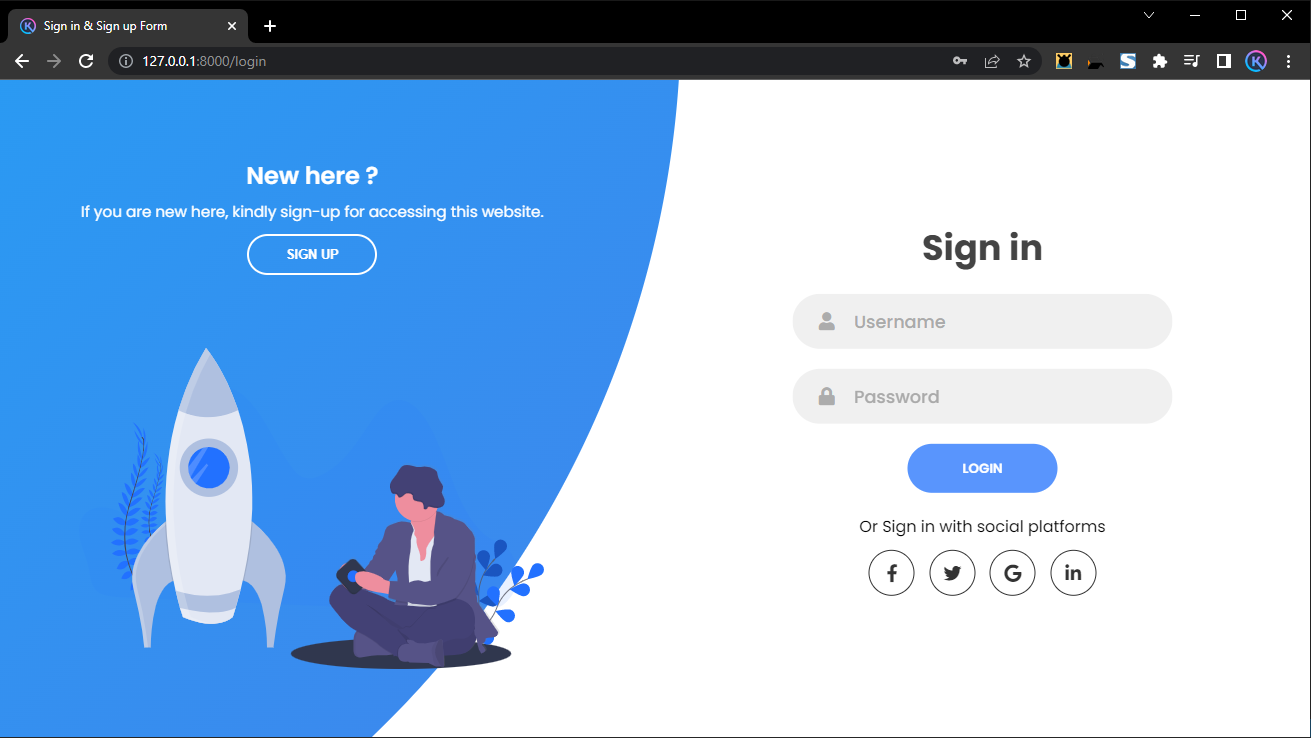 Sign in & Sign up Form
127.0.0.1:8000/login
New here ?
If you are new here, kindly sign-up for accessing this website.
SIGN UP
Sign in
Username
Password
LOGIN
Or Sign in with social platforms